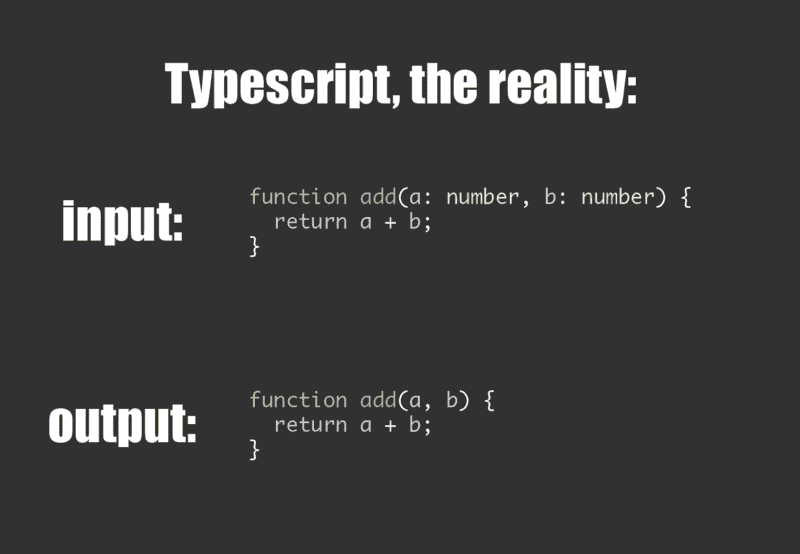 Typescript, the reality:
input:
function add(a: number, b: number) {
  return a + b;
}
output:
function add(a, b) {
  return a + b;
}